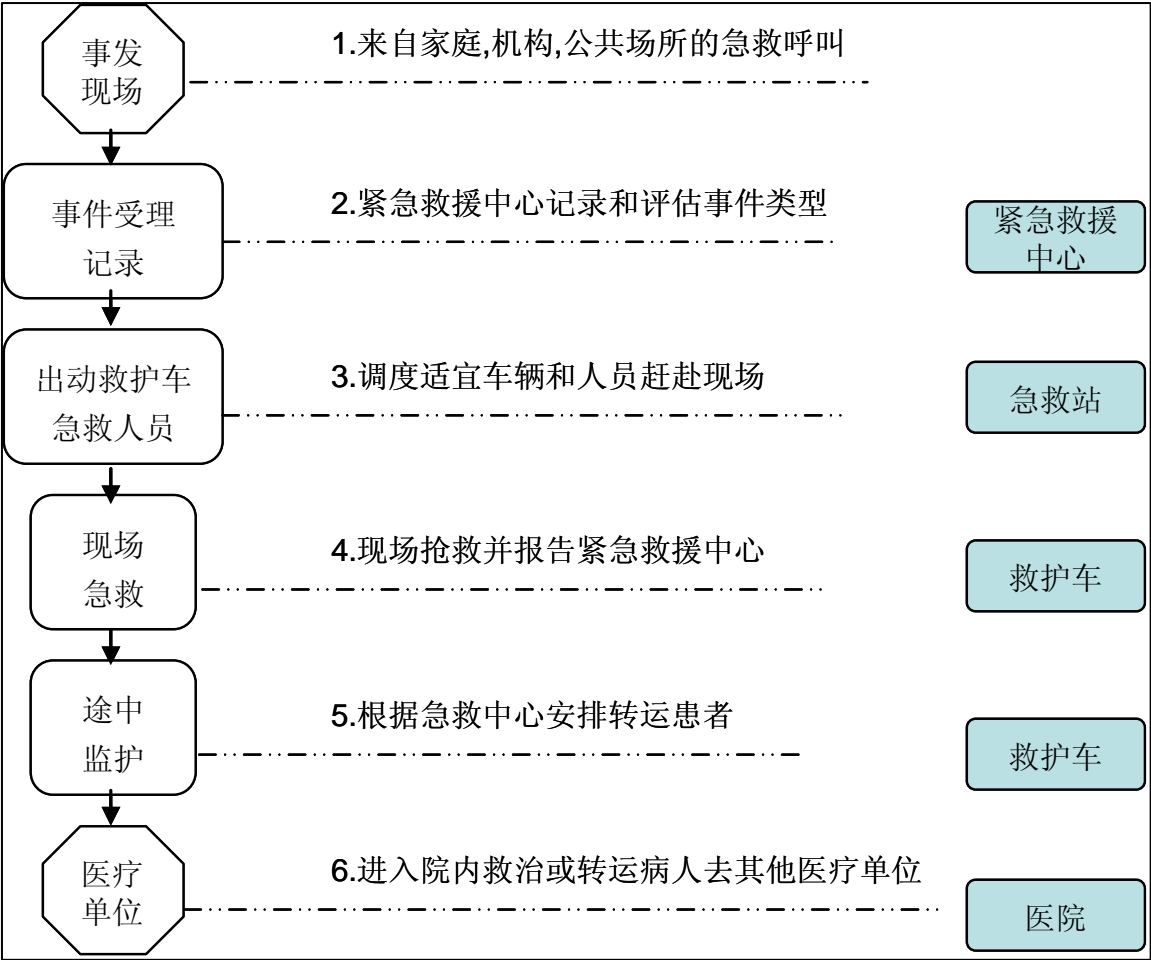 事发
现场
1.来自家庭,机构,公共场所的急救呼叫
事件受理
记录
2.紧急救援中心记录和评估事件类型
紧急救援
中心
出动救护车
急救人员
3.调度适宜车辆和人员赶赴现场
急救站
现场
急救
4.现场抢救并报告紧急救援中心
救护车
途中
监护
5.根据急救中心安排转运患者
救护车
医疗
单位
6.进入院内救治或转运病人去其他医疗单位
医院